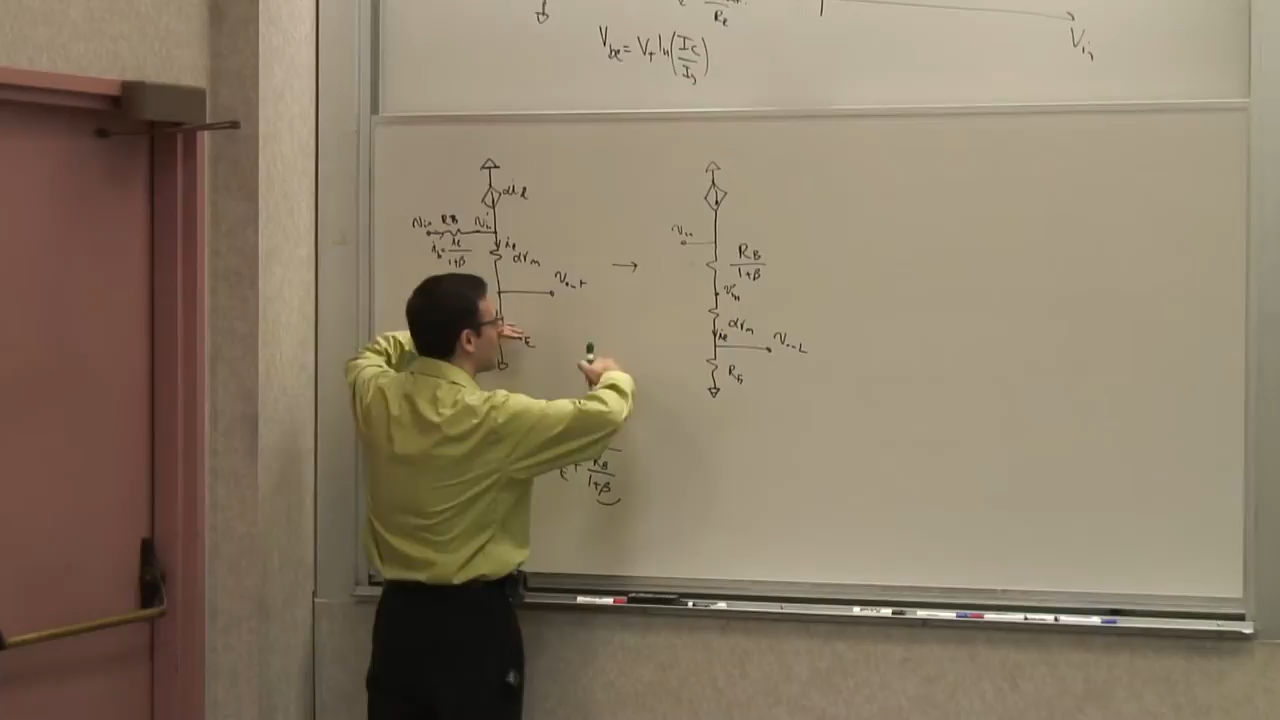 R_E
V_be = V_T ln(I_C/I_S)
V_in
αi_e
v_in R_B v_in'
i_b = i_e/(1+β)
i_e
αr_m
v_out
E
→
v_in
R_B/(1+β)
v_in'
αr_m
i_e
v_out
R_E
E + R_B/(1+β)